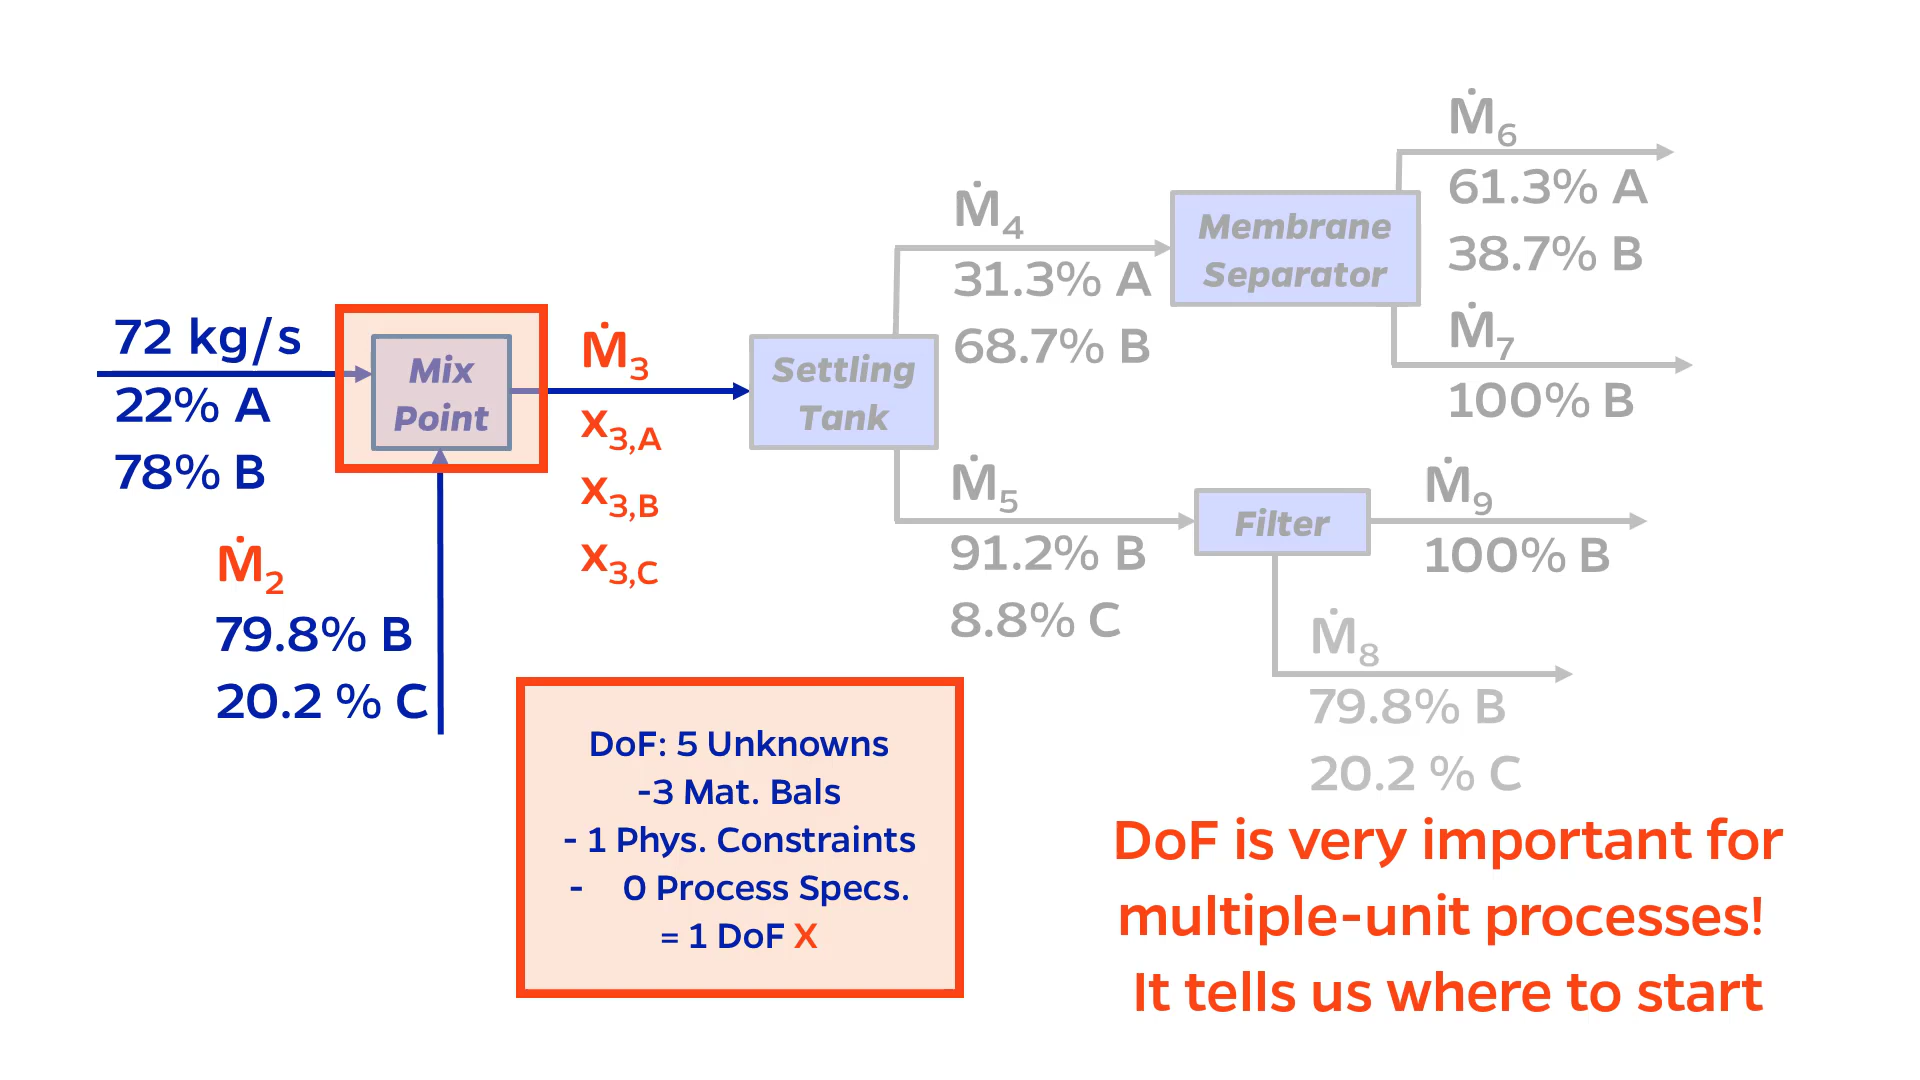 72 kg/s
22% A
78% B
Mix
Point
Ṁ2
79.8% B
20.2 % C
Ṁ3
x3,A
x3,B
x3,C
Settling
Tank
Ṁ4
31.3% A
68.7% B
Membrane
Separator
Ṁ6
61.3% A
38.7% B
Ṁ7
100% B
Ṁ5
91.2% B
8.8% C
Filter
Ṁ9
100% B
Ṁ8
79.8% B
20.2 % C
DoF: 5 Unknowns
-3 Mat. Bals
- 1 Phys. Constraints
- 0 Process Specs.
= 1 DoF X
DoF is very important for
multiple-unit processes!
It tells us where to start